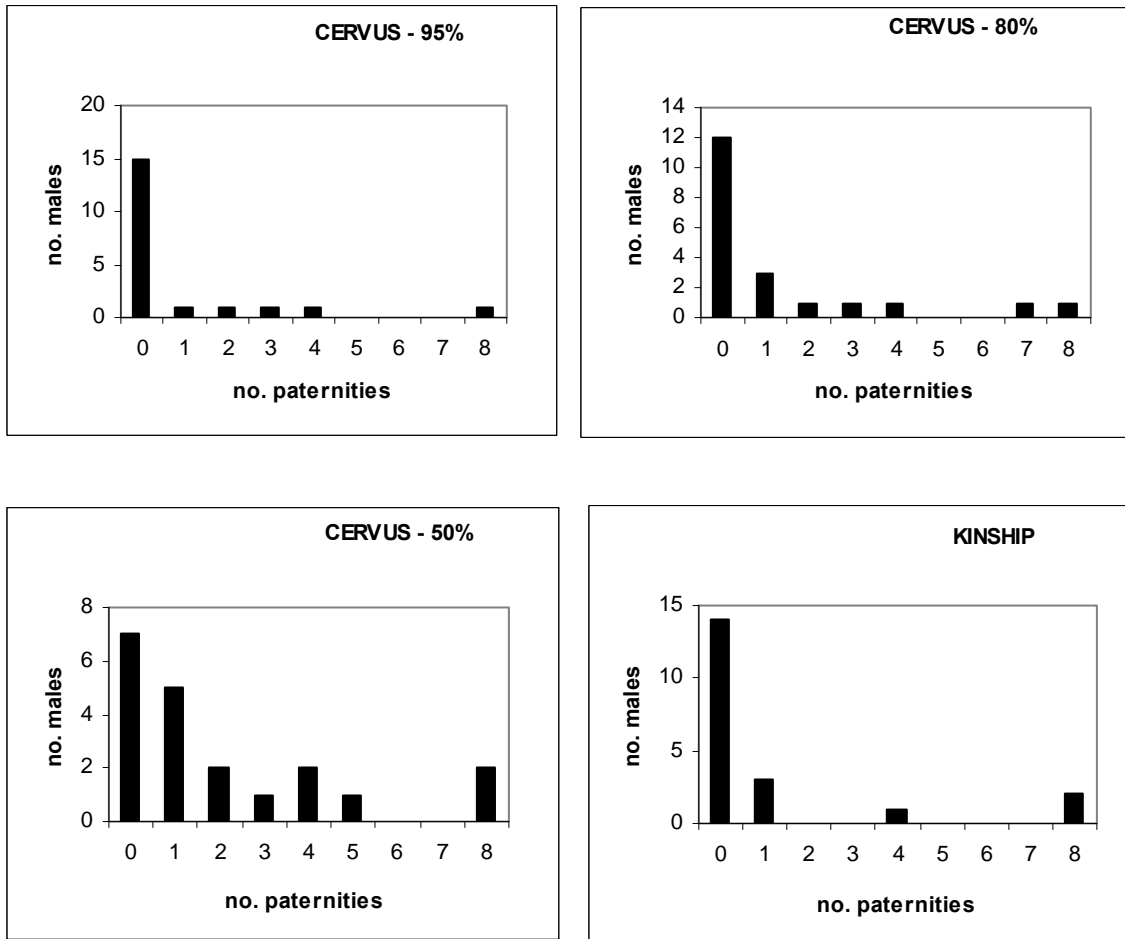 CERVUS - 95%
no. males
20
15
10
5
0
0 1 2 3 4 5 6 7 8
no. paternities
CERVUS - 80%
no. males
14
12
10
8
6
4
2
0
0 1 2 3 4 5 6 7 8
no. paternities
CERVUS - 50%
no. males
8
6
4
2
0
0 1 2 3 4 5 6 7 8
no. paternities
KINSHIP
no. males
15
10
5
0
0 1 2 3 4 5 6 7 8
no. paternities